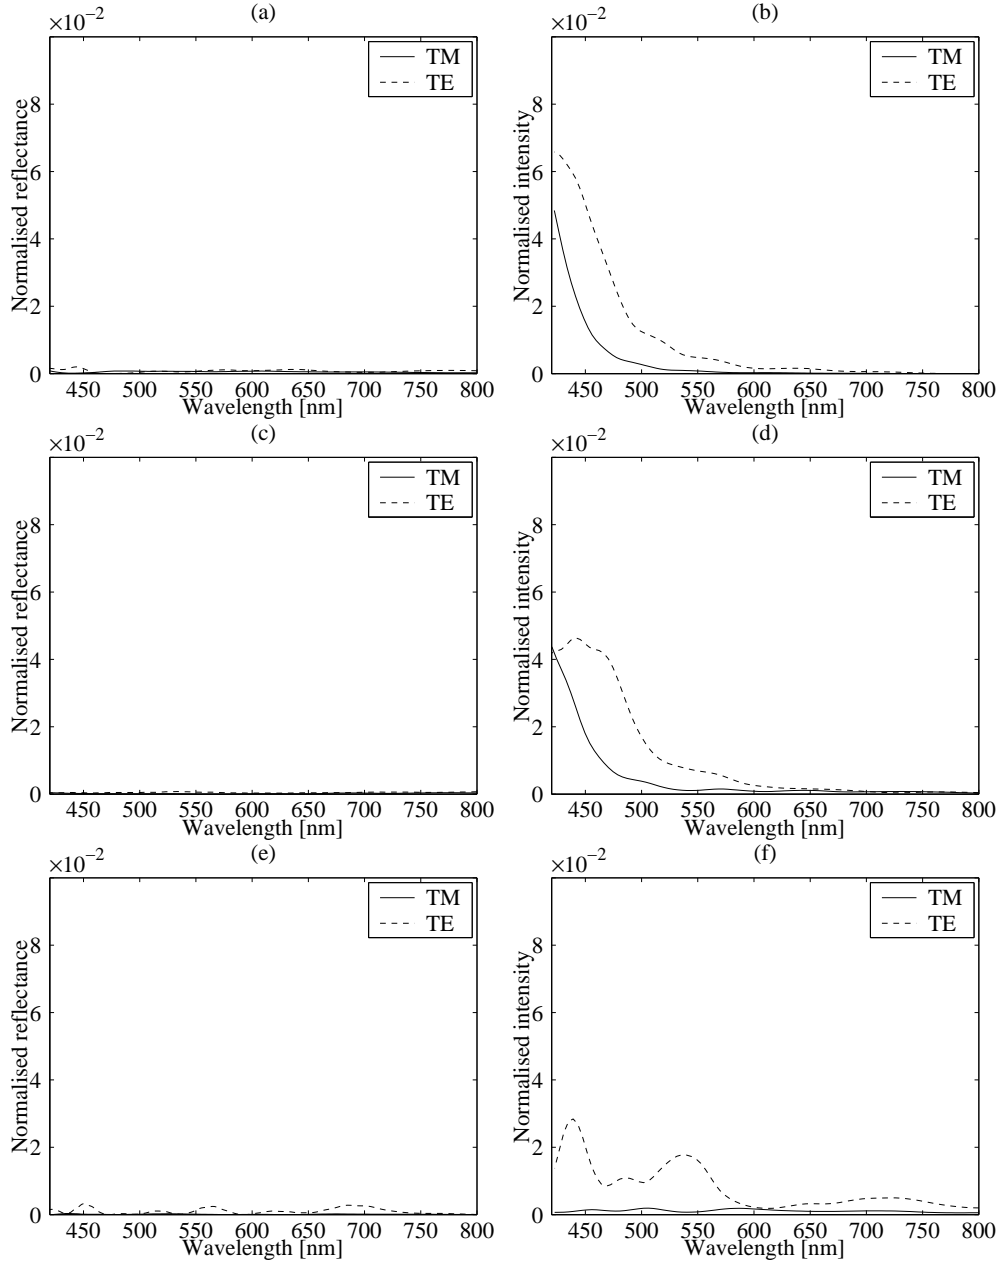 (a)
×10⁻²
TM
TE
8
6
4
2
0
Normalised reflectance
450 500 550 600 650 700 750 800
Wavelength [nm]
(b)
×10⁻²
TM
TE
8
6
4
2
0
Normalised intensity
450 500 550 600 650 700 750 800
Wavelength [nm]
(c)
×10⁻²
TM
TE
8
6
4
2
0
Normalised reflectance
450 500 550 600 650 700 750 800
Wavelength [nm]
(d)
×10⁻²
TM
TE
8
6
4
2
0
Normalised intensity
450 500 550 600 650 700 750 800
Wavelength [nm]
(e)
×10⁻²
TM
TE
8
6
4
2
0
Normalised reflectance
450 500 550 600 650 700 750 800
Wavelength [nm]
(f)
×10⁻²
TM
TE
8
6
4
2
0
Normalised intensity
450 500 550 600 650 700 750 800
Wavelength [nm]